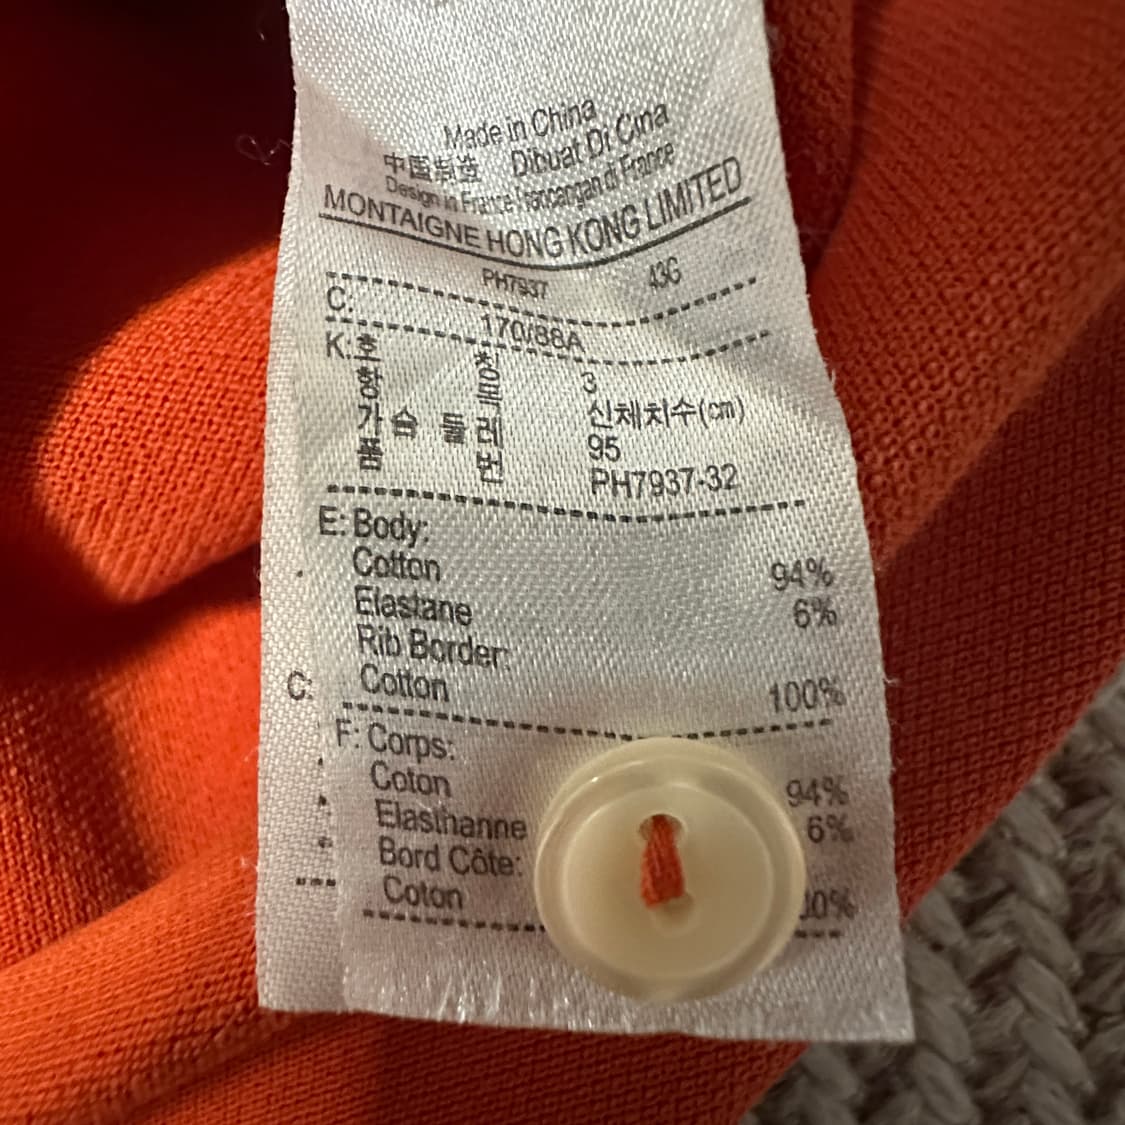 Made in China
中国制造 Dibuat Di Cina
Design in France / rancangan di France
MONTAIGNE HONG KONG LIMITED
PH7937 43G
C: 170/88A
K: 호칭 가슴둘레
3
신체치수(cm)
95
PH7937-32
E: Body:
Cotton 94%
Elastane 6%
Rib Border:
C: Cotton 100%
F: Corps:
Coton 94%
Elasthanne 6%
Bord Côte:
Coton 00%